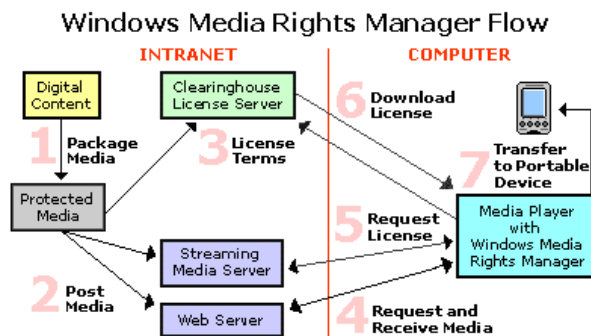 Windows Media Rights Manager Flow
INTRANET
COMPUTER
Digital
Content
Clearinghouse
License Server
1 Package
Media
3 License
Terms
6 Download
License
7 Transfer
to Portable
Device
Protected
Media
2 Post
Media
Streaming
Media Server
Web Server
5 Request
License
Media Player
with
Windows Media
Rights Manager
4 Request and
Receive Media